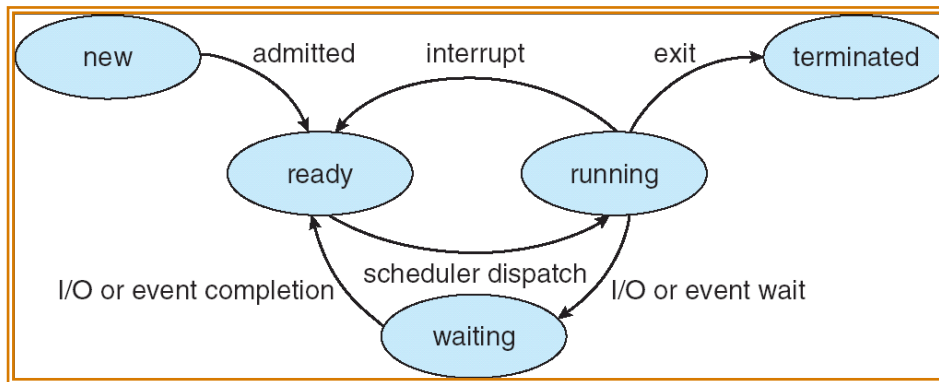 new
admitted
interrupt
exit
terminated
ready
running
scheduler dispatch
I/O or event completion
I/O or event wait
waiting